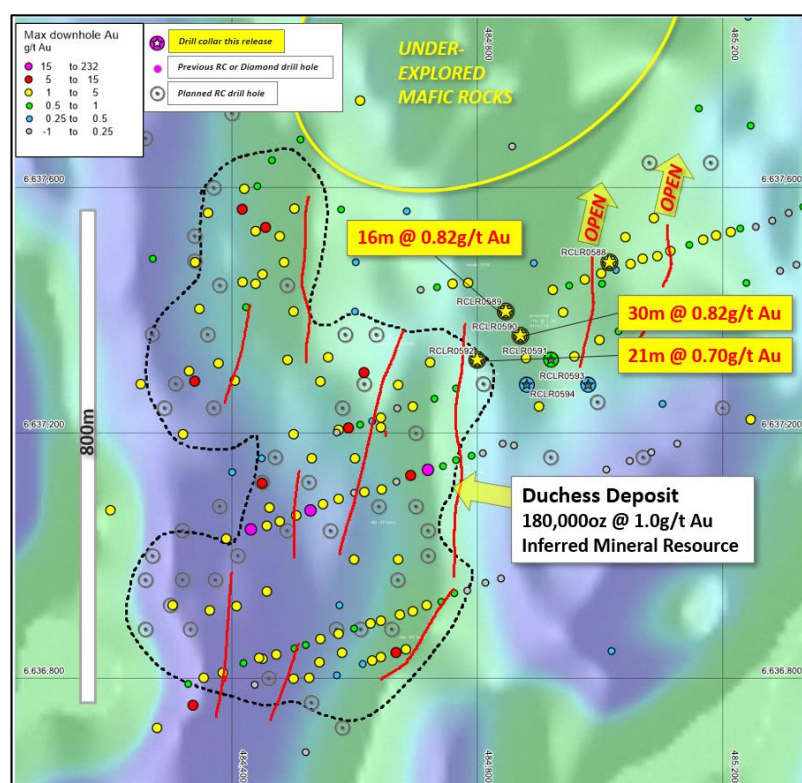 Max downhole Au
g/t Au
15 to 232
5 to 15
1 to 5
0.5 to 1
0.25 to 0.5
-1 to 0.25
Drill collar this release
Previous RC or Diamond drill hole
Planned RC drill hole
UNDER-
EXPLORED
MAFIC ROCKS
484,800
485,200
6,637,600
6,637,600
OPEN
OPEN
16m @ 0.82g/t Au
RCLR0588
RCLR0589
RCLR0590
30m @ 0.82g/t Au
RCLR0592
RCLR0591
21m @ 0.70g/t Au
RCLR0593
RCLR0594
6,637,200
6,637,200
800m
Duchess Deposit
180,000oz @ 1.0g/t Au
Inferred Mineral Resource
6,636,800
6,636,800
484,400
484,800
485,200